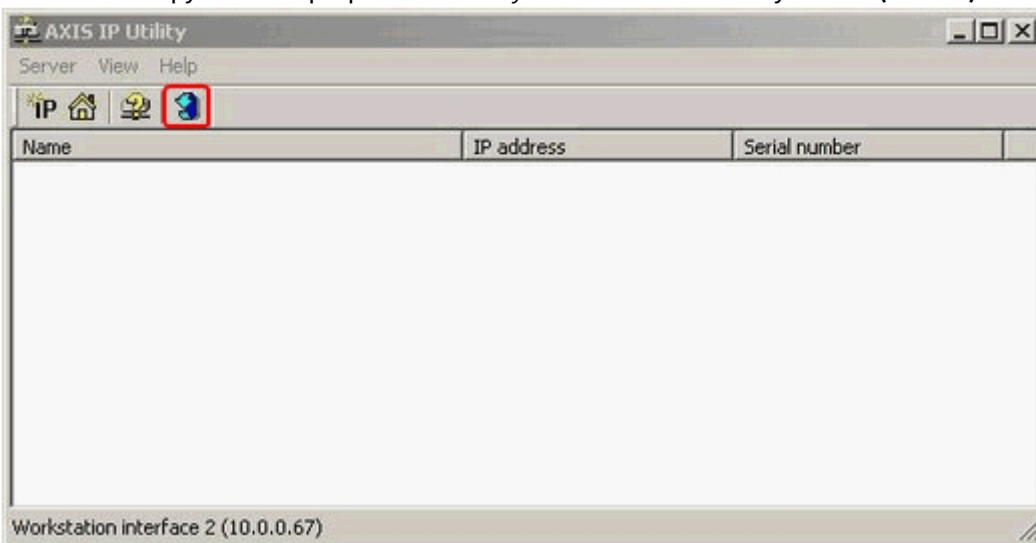 AXIS IP Utility
Server View Help
IP
Name IP address Serial number
Workstation interface 2 (10.0.0.67)